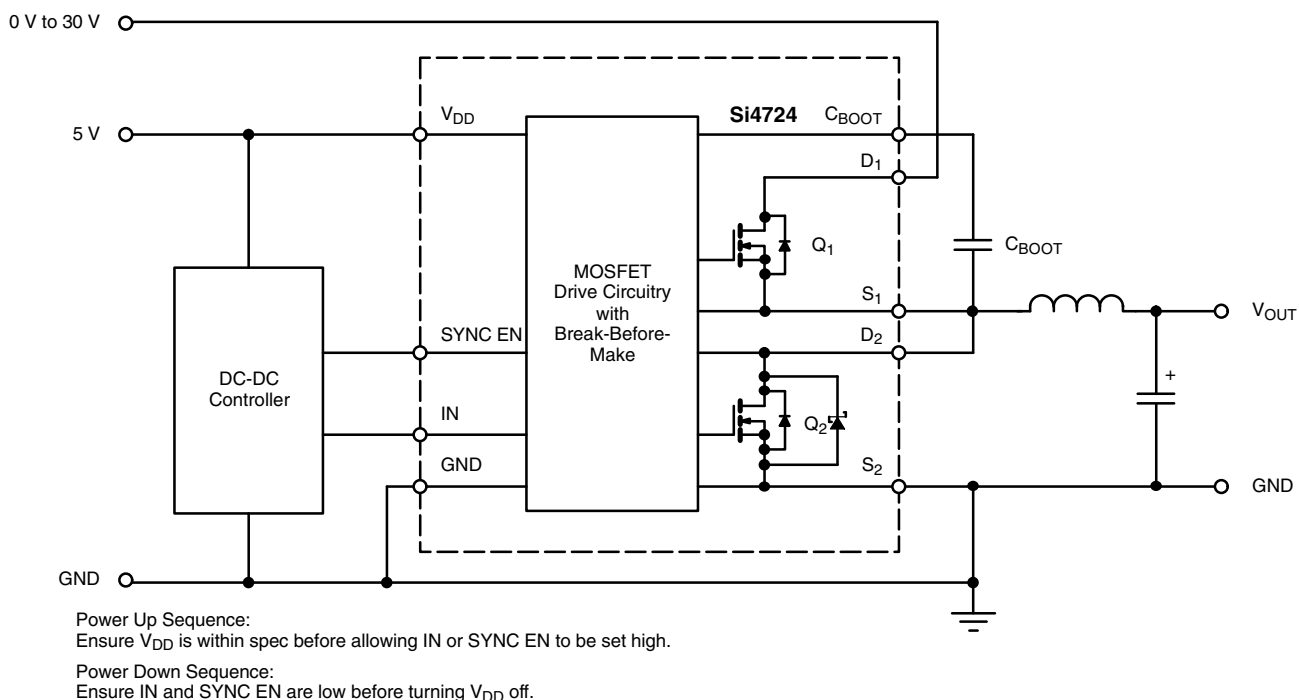 0 V to 30 V
5 V
VDD
Si4724
CBOOT
D1
Q1
CBOOT
MOSFET
Drive Circuitry
with
Break-Before-
Make
S1
VOUT
D2
SYNC EN
DC-DC
Controller
IN
Q2
+
GND
S2
GND
GND
Power Up Sequence:
Ensure VDD is within spec before allowing IN or SYNC EN to be set high.
Power Down Sequence:
Ensure IN and SYNC EN are low before turning VDD off.